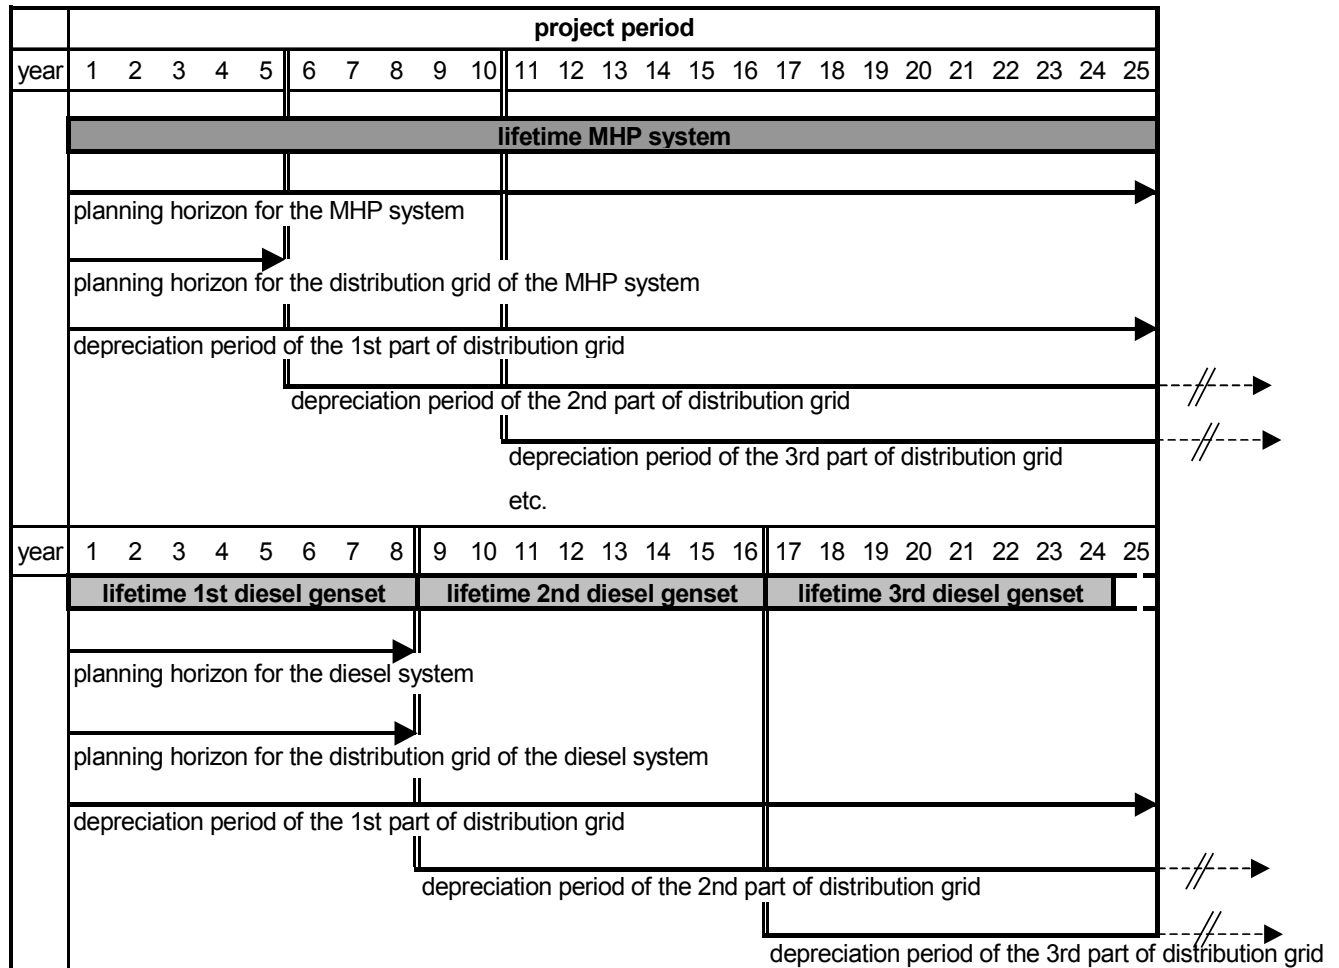 project period
year 1 2 3 4 5 6 7 8 9 10 11 12 13 14 15 16 17 18 19 20 21 22 23 24 25
lifetime MHP system
planning horizon for the MHP system
planning horizon for the distribution grid of the MHP system
depreciation period of the 1st part of distribution grid
depreciation period of the 2nd part of distribution grid
depreciation period of the 3rd part of distribution grid
etc.
year 1 2 3 4 5 6 7 8 9 10 11 12 13 14 15 16 17 18 19 20 21 22 23 24 25
lifetime 1st diesel genset lifetime 2nd diesel genset lifetime 3rd diesel genset
planning horizon for the diesel system
planning horizon for the distribution grid of the diesel system
depreciation period of the 1st part of distribution grid
depreciation period of the 2nd part of distribution grid
depreciation period of the 3rd part of distribution grid